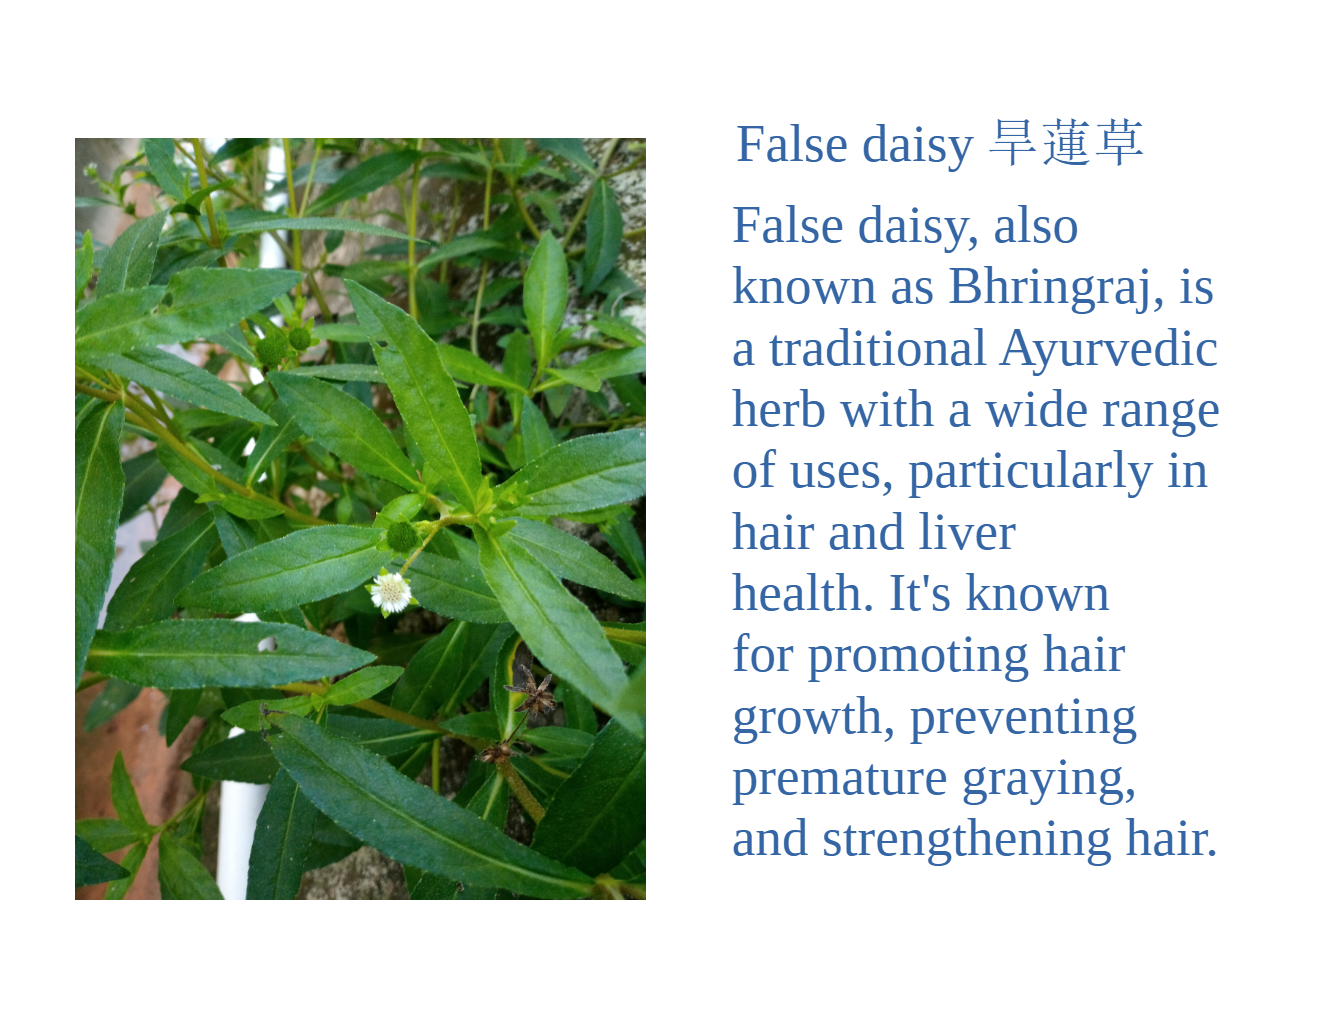 False daisy 旱蓮草
False daisy, also
known as Bhringraj, is
a traditional Ayurvedic
herb with a wide range
of uses, particularly in
hair and liver
health. It's known
for promoting hair
growth, preventing
premature graying,
and strengthening hair.